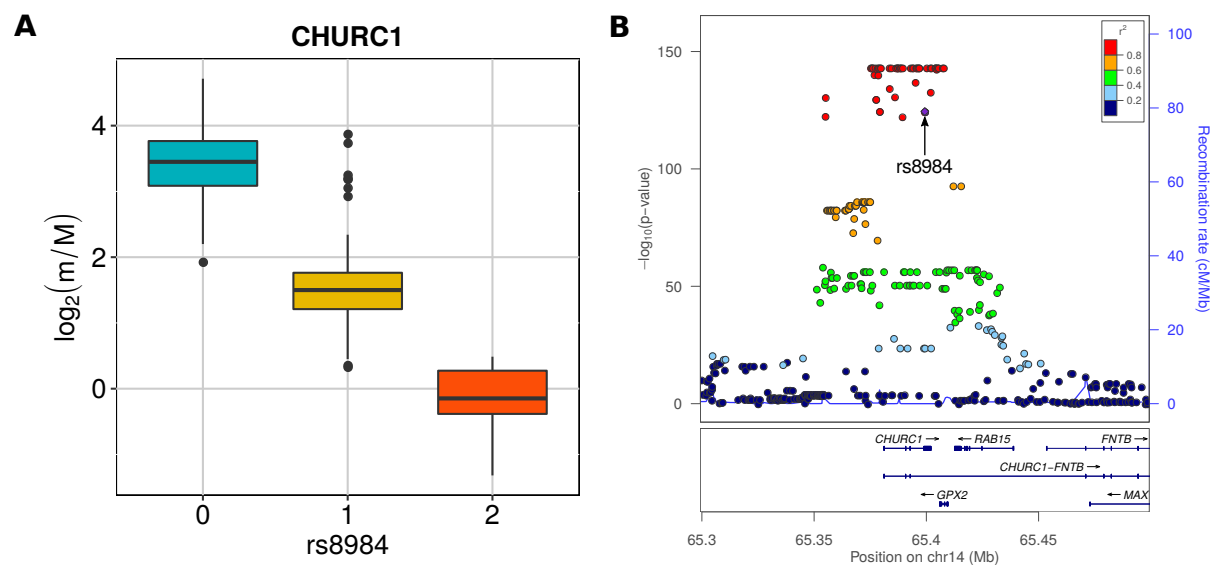 A
CHURC1
log2(m/M)
4
2
0
0 1 2
rs8984
B
150
100
50
0
−log10(p−value)
100
80
60
40
20
0
Recombination rate (cM/Mb)
r2
0.8
0.6
0.4
0.2
rs8984
CHURC1 RAB15 FNTB
CHURC1−FNTB
GPX2 MAX
65.3 65.35 65.4 65.45
Position on chr14 (Mb)